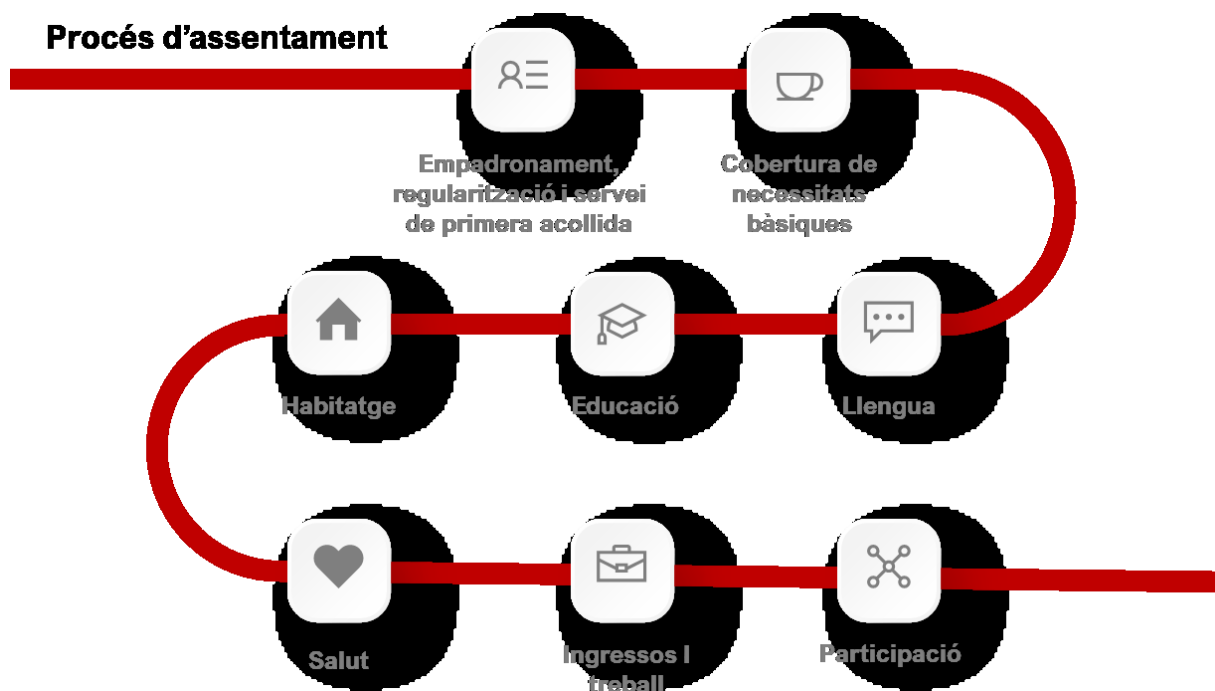 Procés d'assentament
Empadronament,
regularització i servei
de primera acollida
Cobertura de
necessitats
bàsiques
Habitatge
Educació
Llengua
Salut
Ingressos I
treball
Participació